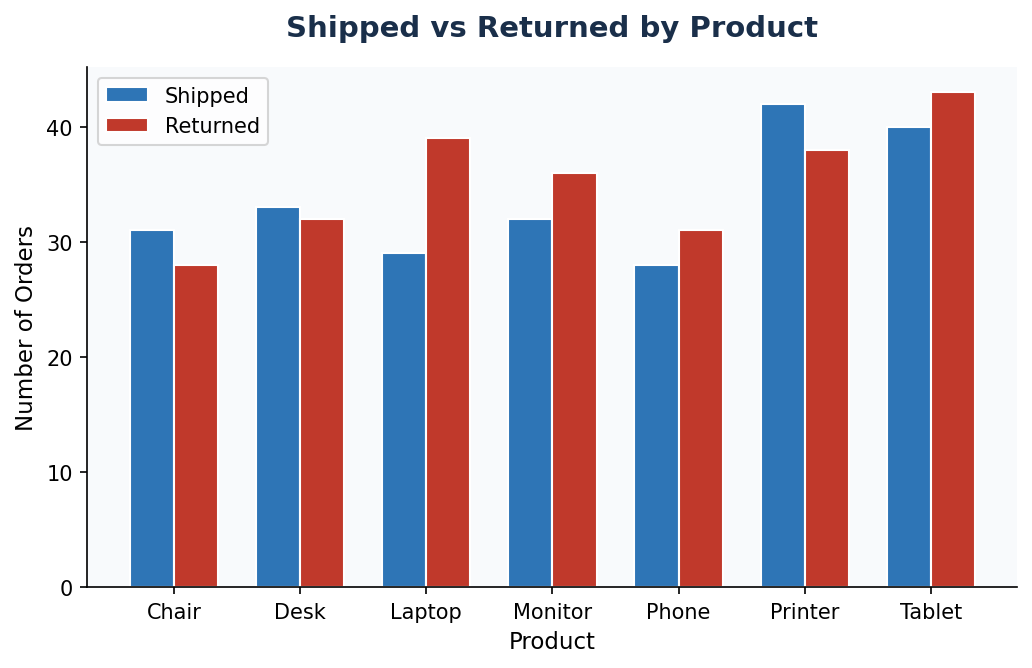 Shipped vs Returned by Product
Shipped
Returned
Number of Orders
40
30
20
10
0
Chair Desk Laptop Monitor Phone Printer Tablet
Product